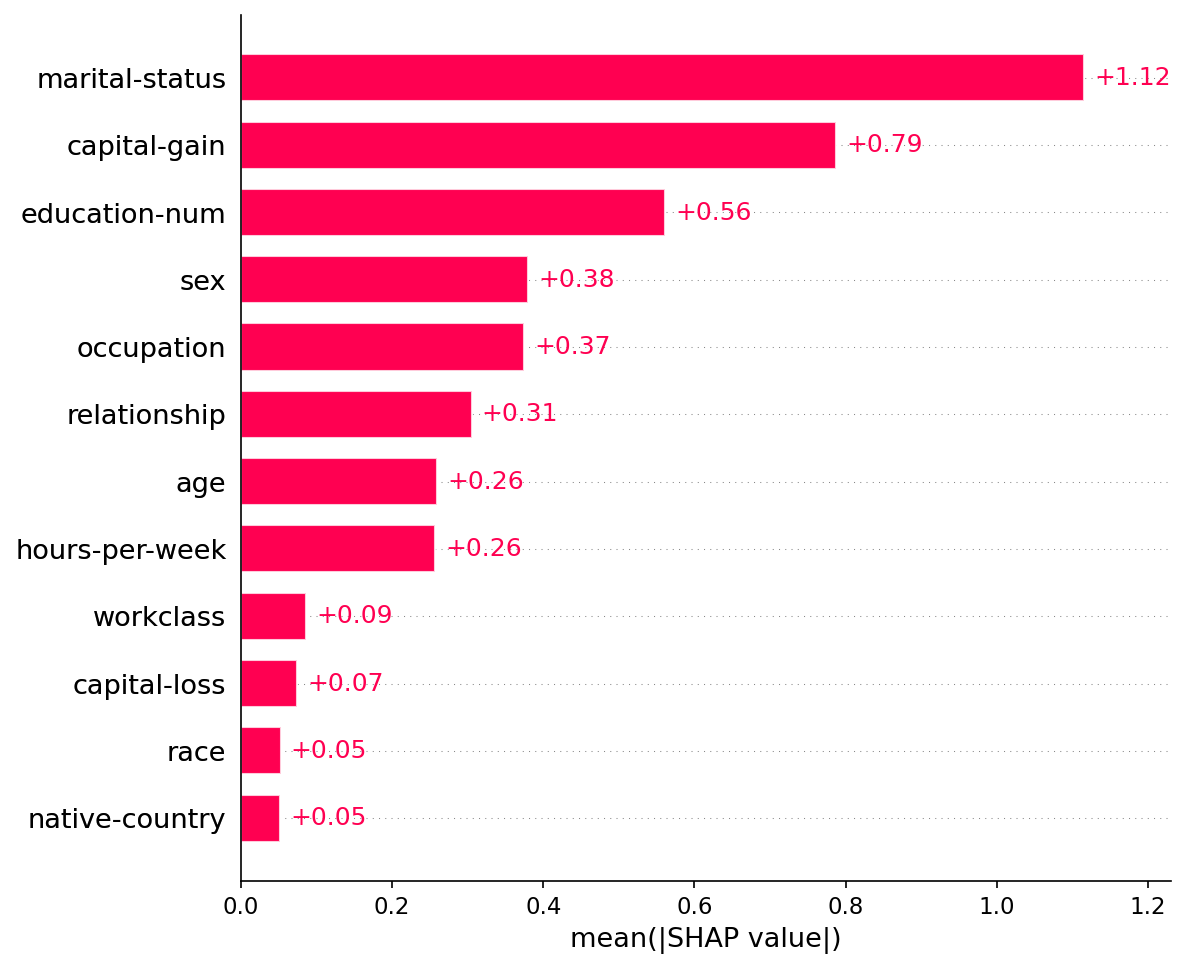 marital-status +1.12
capital-gain +0.79
education-num +0.56
sex +0.38
occupation +0.37
relationship +0.31
age +0.26
hours-per-week +0.26
workclass +0.09
capital-loss +0.07
race +0.05
native-country +0.05
0.0 0.2 0.4 0.6 0.8 1.0 1.2
mean(|SHAP value|)